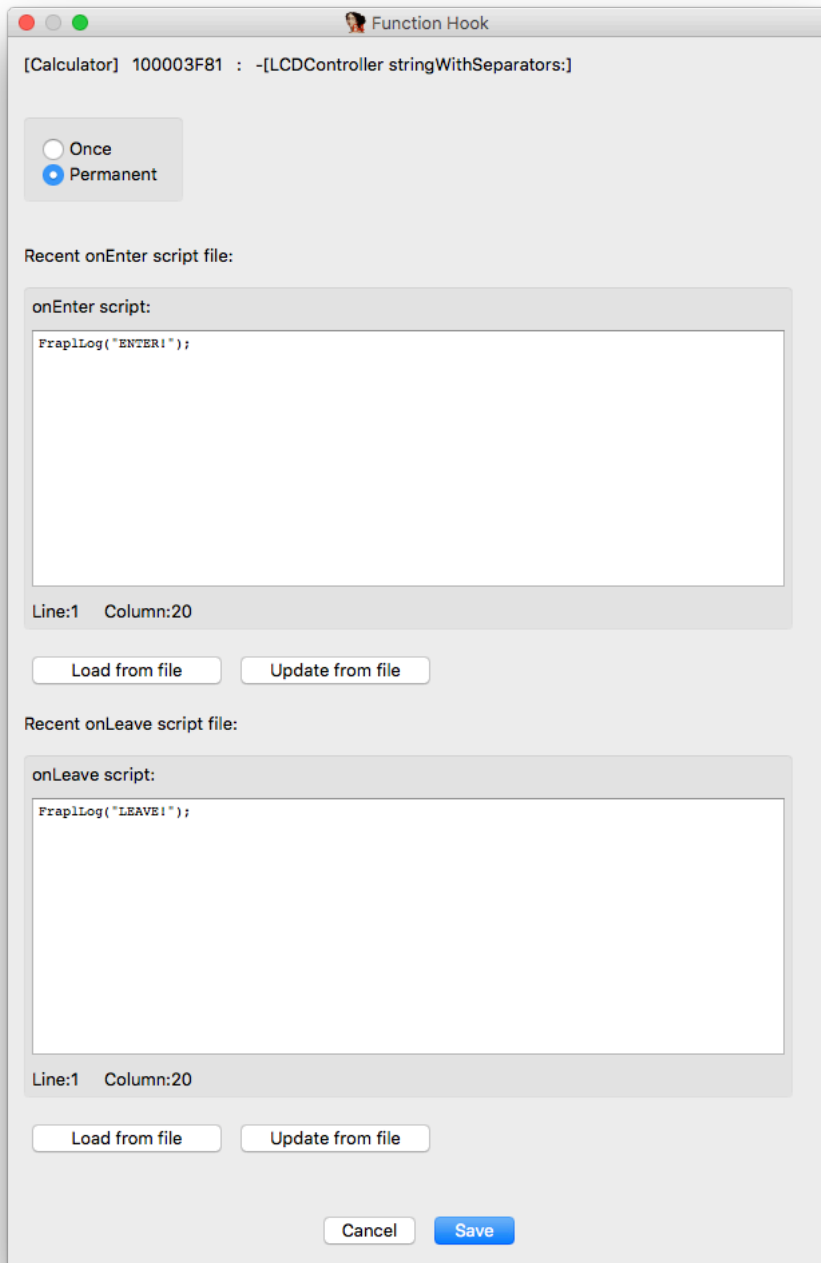 Function Hook
[Calculator] 100003F81 : -[LCDController stringWithSeparators:]
Once
Permanent
Recent onEnter script file:
onEnter script:
FraplLog("ENTER!");
Line:1 Column:20
Load from file Update from file
Recent onLeave script file:
onLeave script:
FraplLog("LEAVE!");
Line:1 Column:20
Load from file Update from file
Cancel Save